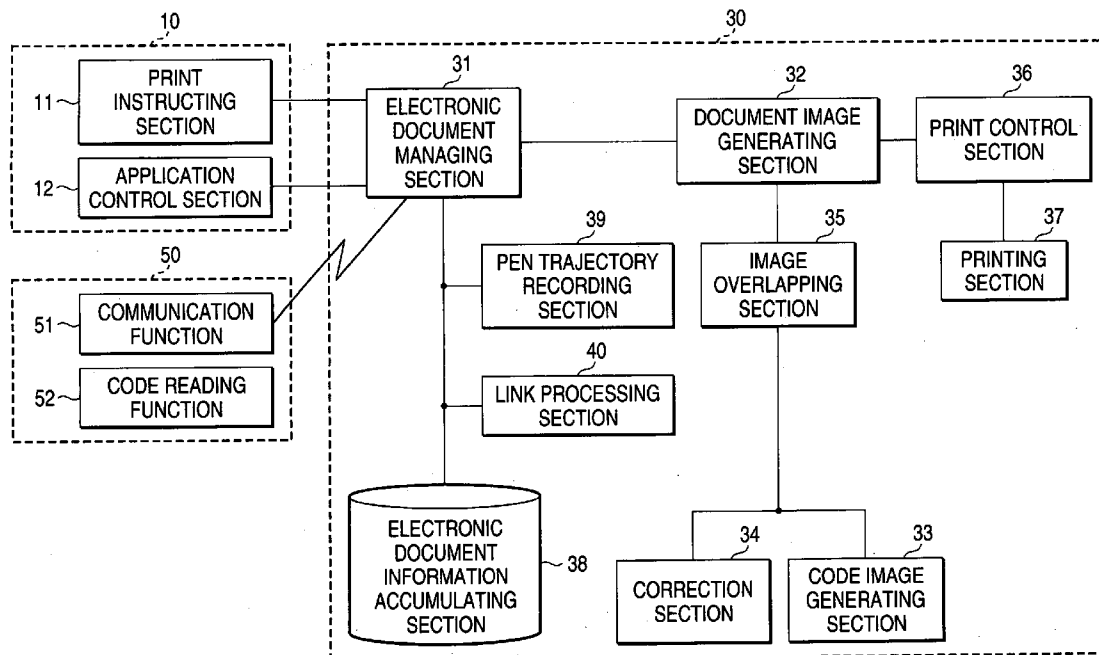 10
PRINT
INSTRUCTING
SECTION
11
APPLICATION
CONTROL SECTION
12
50
COMMUNICATION
FUNCTION
51
CODE READING
FUNCTION
52
30
31
ELECTRONIC
DOCUMENT
MANAGING
SECTION
32
DOCUMENT IMAGE
GENERATING
SECTION
36
PRINT CONTROL
SECTION
39
PEN TRAJECTORY
RECORDING
SECTION
35
IMAGE
OVERLAPPING
SECTION
37
PRINTING
SECTION
40
LINK PROCESSING
SECTION
ELECTRONIC
DOCUMENT
INFORMATION
ACCUMULATING
SECTION
38
34
CORRECTION
SECTION
33
CODE IMAGE
GENERATING
SECTION